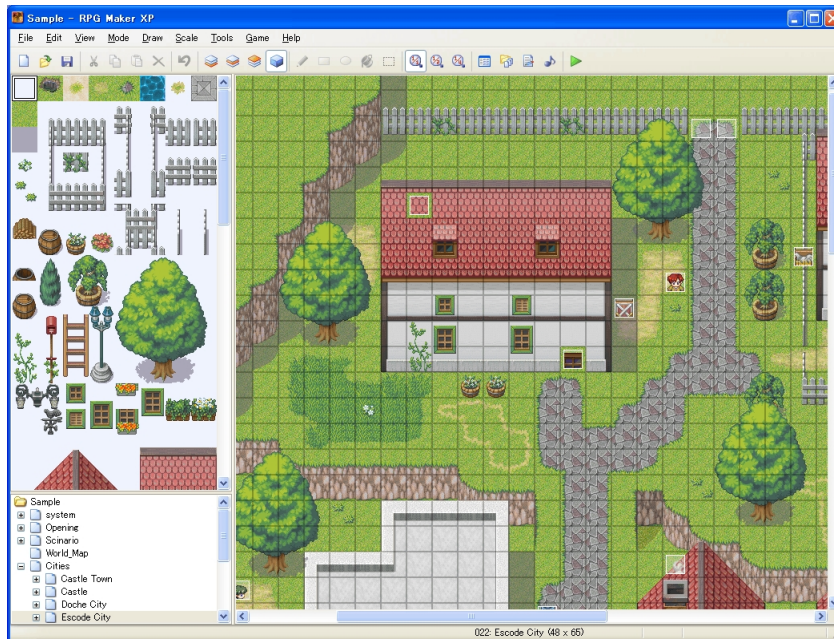 Sample - RPG Maker XP
File Edit View Mode Draw Scale Tools Game Help
Sample
system
Opening
Scinario
World_Map
Cities
Castle Town
Castle
Doche City
Escode City
022: Escode City (48 x 65)